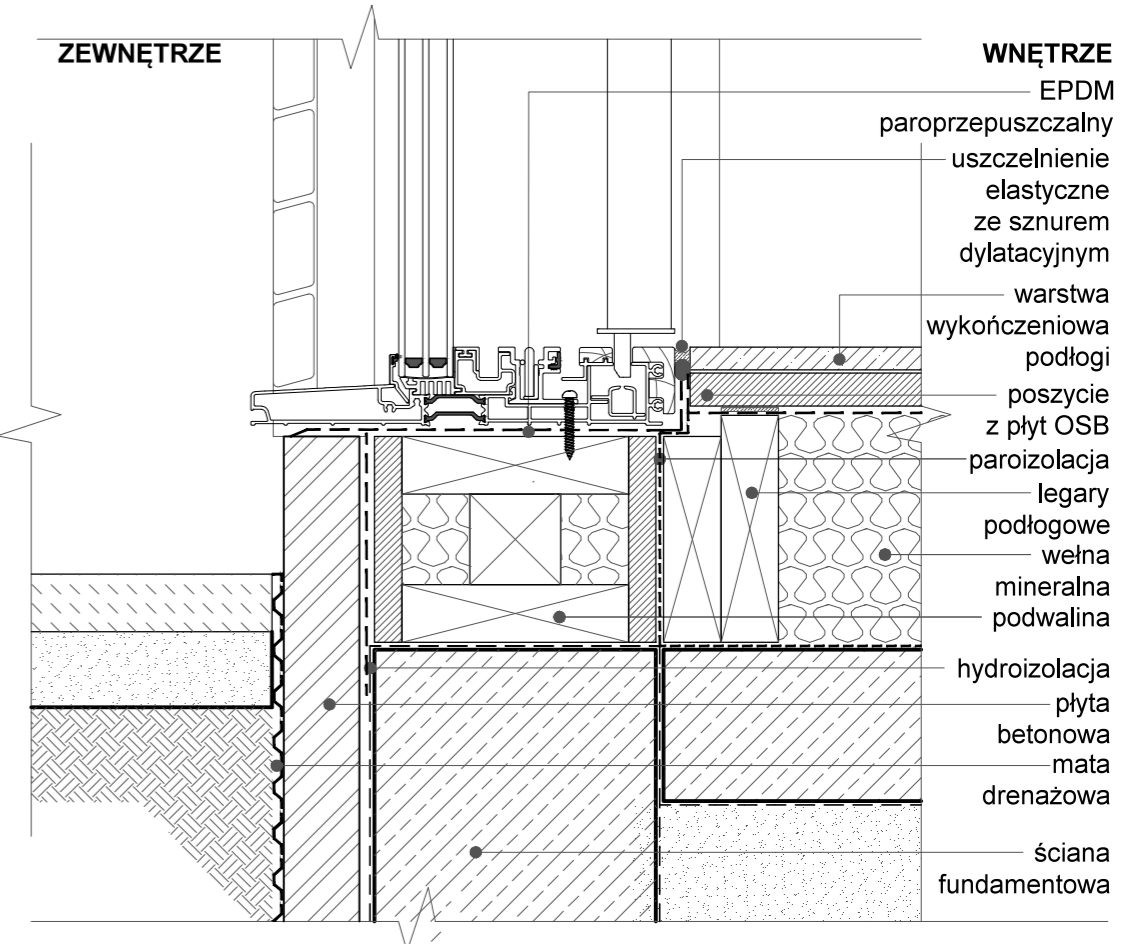 ZEWNĘTRZE
WNĘTRZE
EPDM
paroprzepuszczalny
uszczelnienie
elastyczne
ze sznurem
dylatacyjnym
warstwa
wykończeniowa
podłogi
poszycie
z płyt OSB
paroizolacja
legary
podłogowe
wełna
mineralna
podwalina
hydroizolacja
płyta
betonowa
mata
drenażowa
ściana
fundamentowa